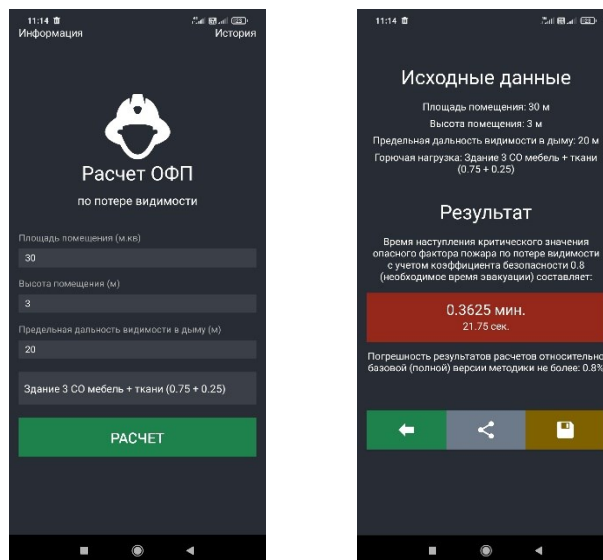 11:14
Информация История
Расчет ОФП
по потере видимости
Площадь помещения (м.кв)
30
Высота помещения (м)
3
Предельная дальность видимости в дыму (м)
20
Здание 3 СО мебель + ткани (0.75 + 0.25)
РАСЧЕТ
11:14
Исходные данные
Площадь помещения: 30 м
Высота помещения: 3 м
Предельная дальность видимости в дыму: 20 м
Горючая нагрузка: Здание 3 СО мебель + ткани
(0.75 + 0.25)
Результат
Время наступления критического значения
опасного фактора пожара по потере видимости
с учетом коэффициента безопасности 0.8
(необходимое время эвакуации) составляет:
0.3625 мин.
21.75 сек.
Погрешность результатов расчетов относительно
базовой (полной) версии методики не более: 0.8%